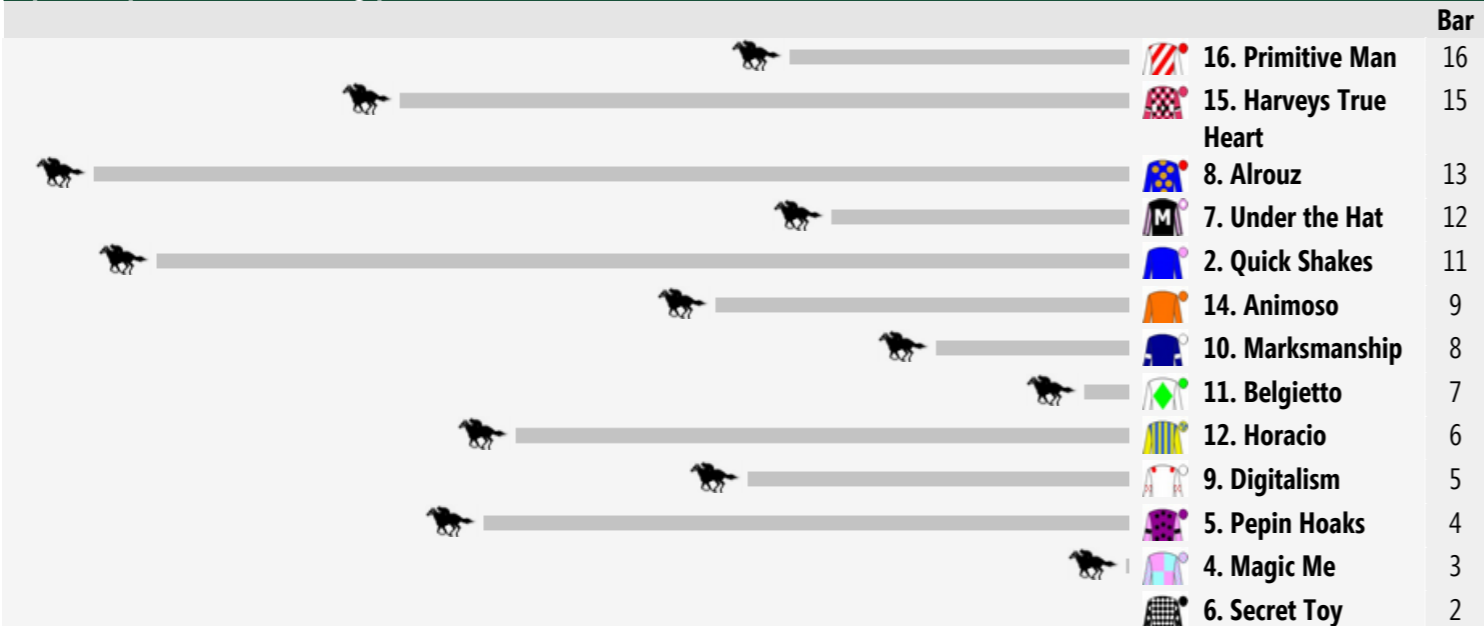 Bar
16. Primitive Man 16
15. Harveys True 15
Heart
8. Alrouz 13
M 7. Under the Hat 12
2. Quick Shakes 11
14. Animoso 9
10. Marksmanship 8
11. Belgietto 7
12. Horacio 6
9. Digitalism 5
5. Pepin Hoaks 4
4. Magic Me 3
6. Secret Toy 2